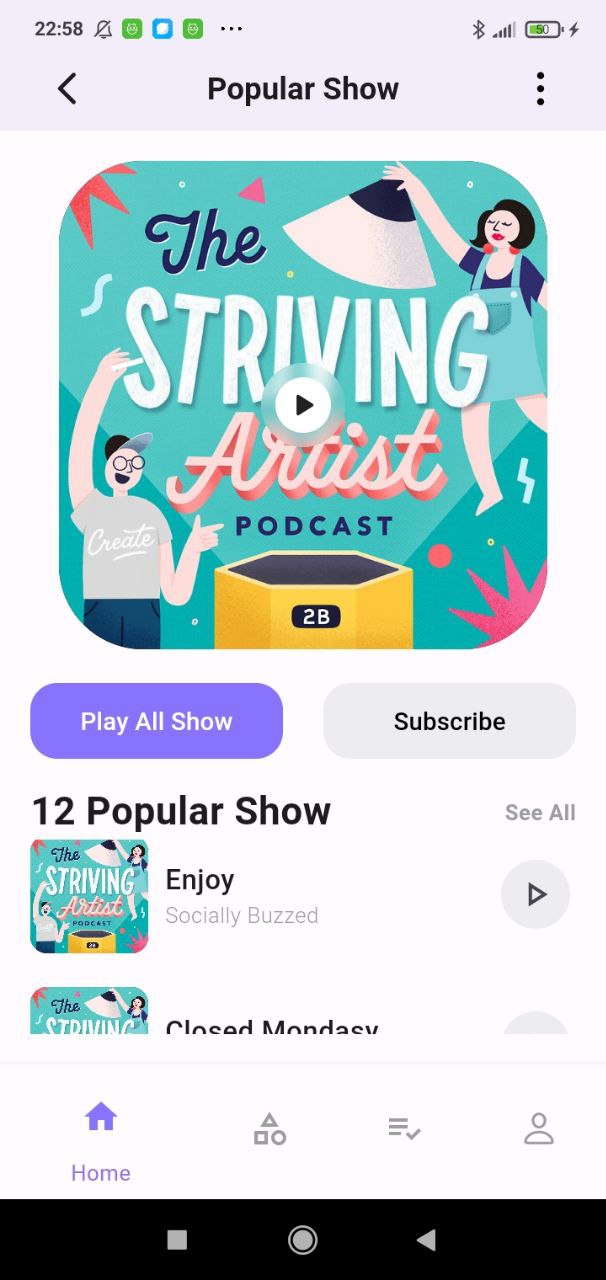 22:58
50
Popular Show
The
STRIVING
Artist
PODCAST
Create
2B
Play All Show
Subscribe
12 Popular Show
See All
The
STRIVING
Artist
PODCAST
2B
Enjoy
Socially Buzzed
The
STRIVING
Closed Mondasy
Home